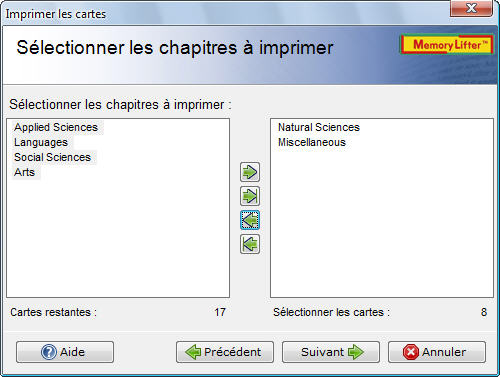 Imprimer les cartes
Sélectionner les chapitres à imprimer
MemoryLifter™
Sélectionner les chapitres à imprimer :
Applied Sciences
Languages
Social Sciences
Arts
Natural Sciences
Miscellaneous
Cartes restantes : 17
Sélectionner les cartes : 8
Aide
Précédent
Suivant
Annuler